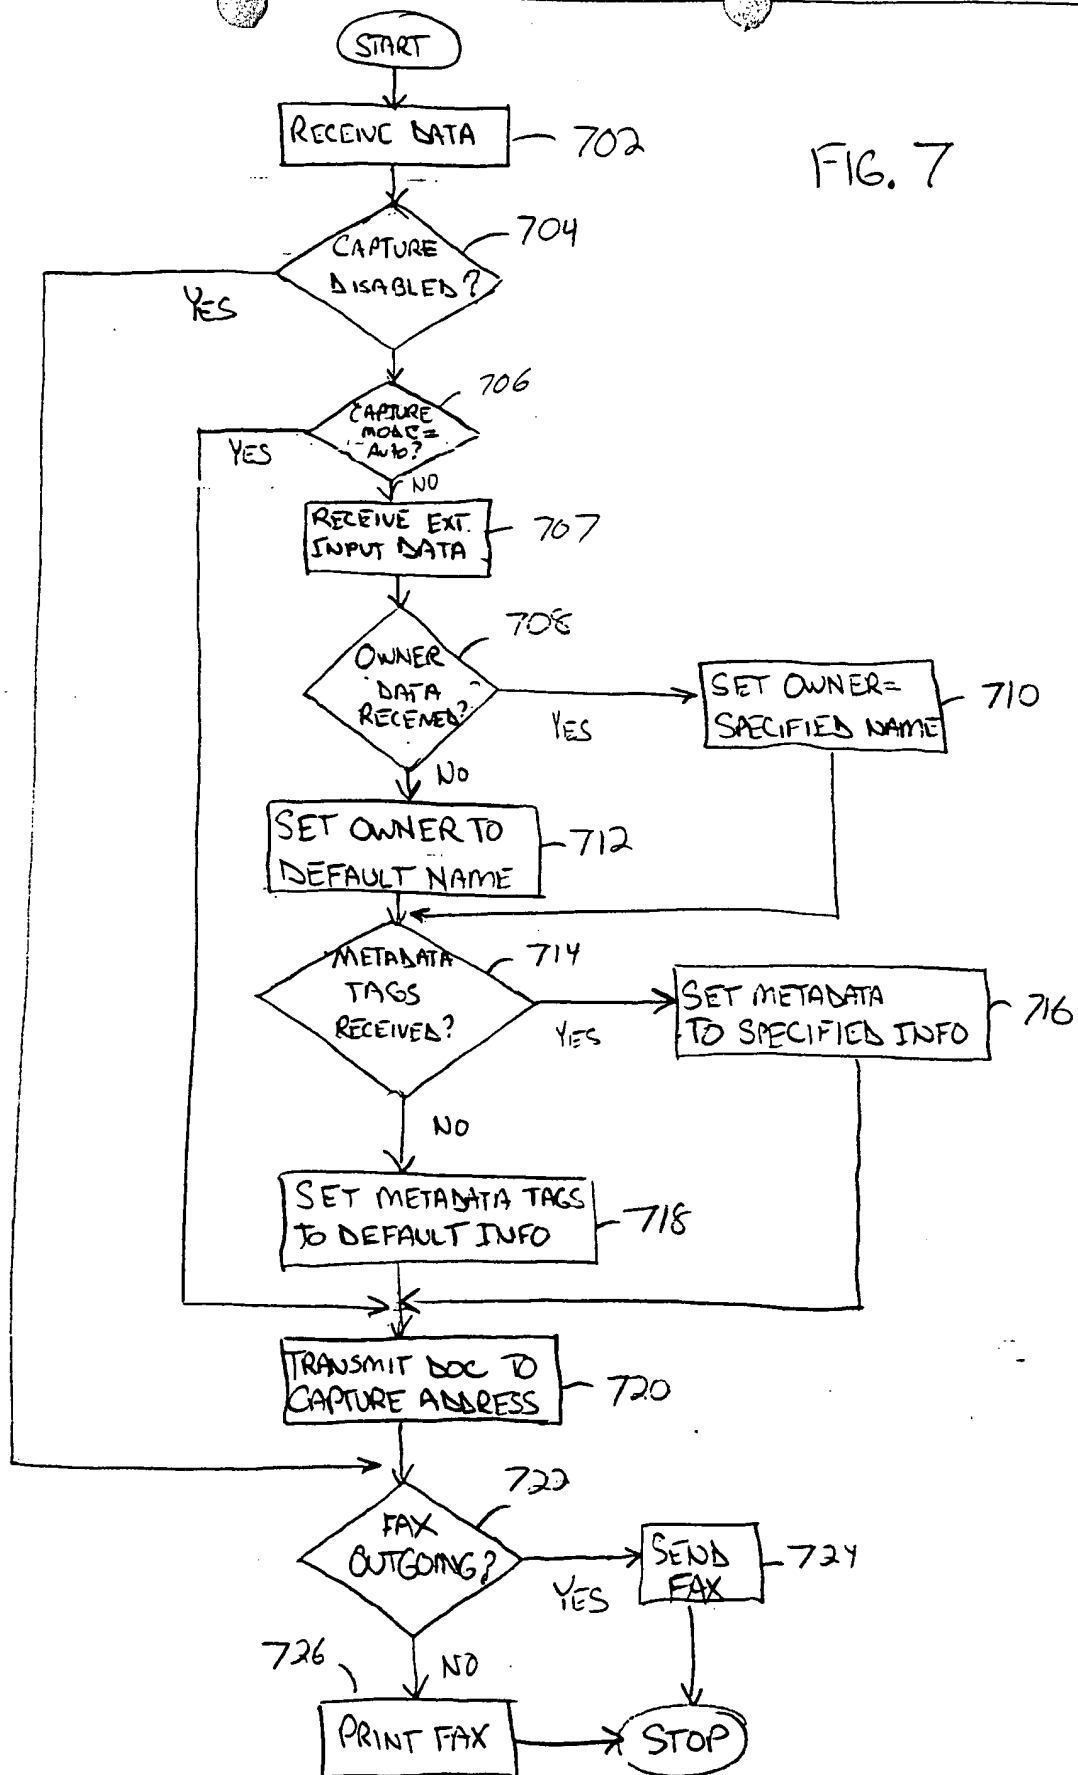 START
RECEIVE DATA
702
FIG. 7
704
CAPTURE
DISABLED?
YES
706
CAPTURE
MODE =
AUTO?
YES
NO
RECEIVE EXT.
INPUT DATA
707
708
OWNER
DATA
RECEIVED?
YES
SET OWNER=
SPECIFIED NAME
710
NO
SET OWNER TO
DEFAULT NAME
712
METADATA
TAGS
RECEIVED?
714
YES
SET METADATA
TO SPECIFIED INFO
716
NO
SET METADATA TAGS
TO DEFAULT INFO
718
TRANSMIT DOC TO
CAPTURE ADDRESS
720
722
FAX
OUTGOING?
YES
SEND
FAX
724
726
NO
PRINT FAX
STOP